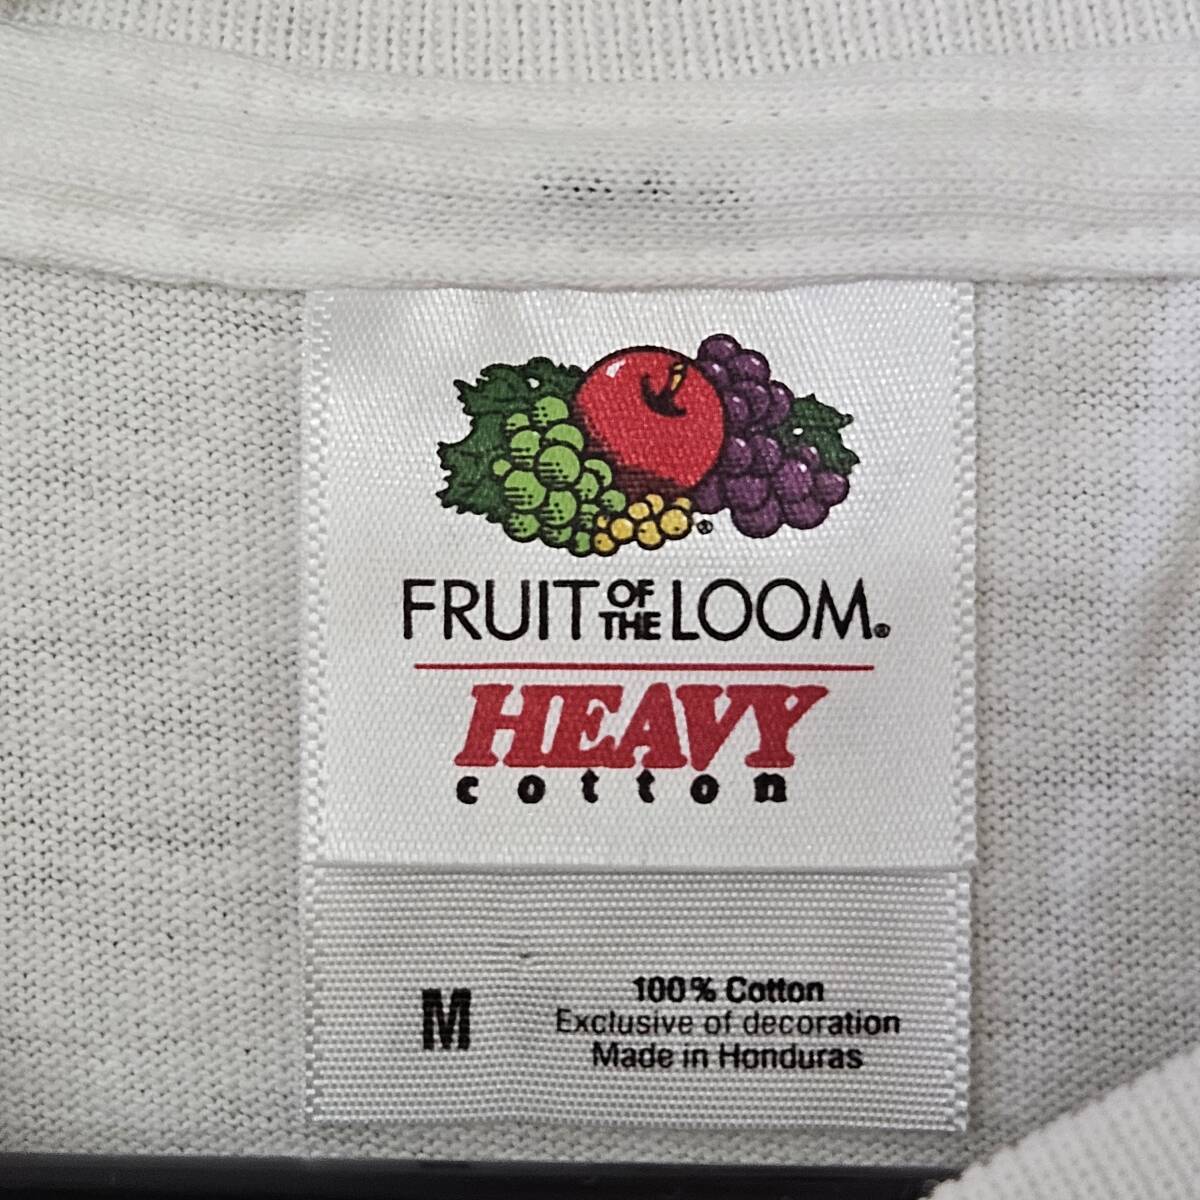 FRUIT OF THE LOOM®
HEAVY
cotton
M
100% Cotton
Exclusive of decoration
Made in Honduras